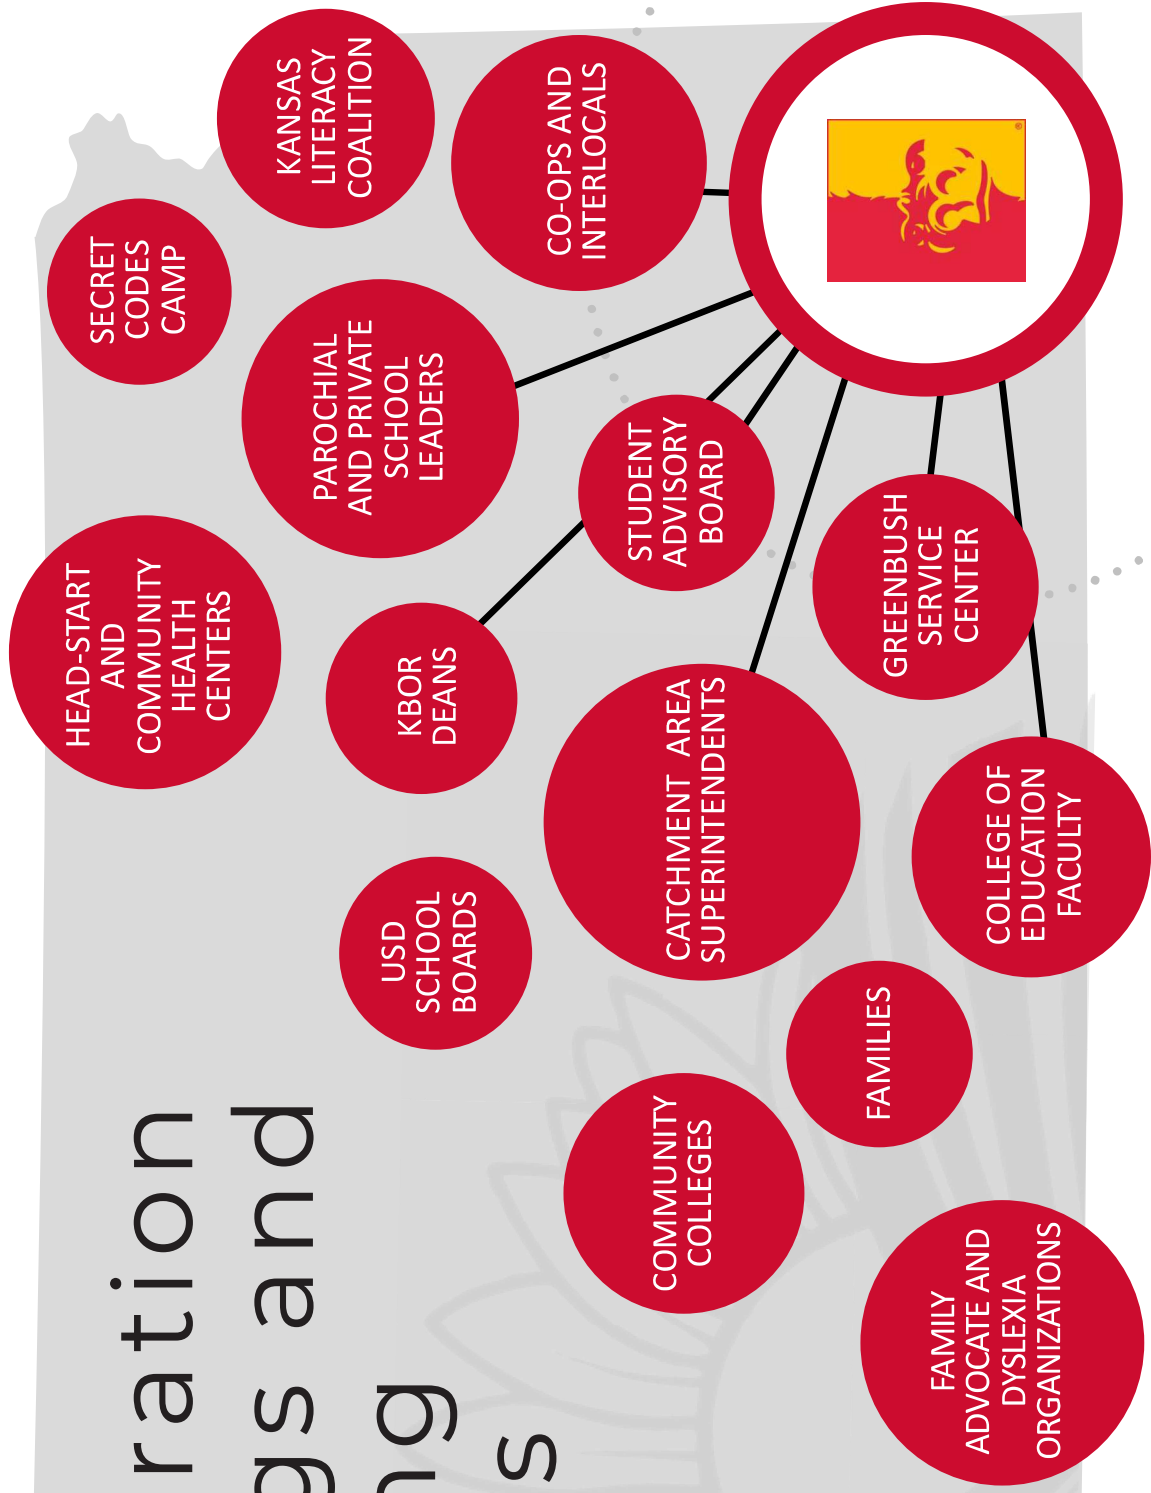 ration
gs and
ng
s
HEAD-START
AND
COMMUNITY
HEALTH
CENTERS
SECRET
CODES
CAMP
KANSAS
LITERACY
COALITION
PAROCHIAL
AND PRIVATE
SCHOOL
LEADERS
USD
SCHOOL
BOARDS
KBOR
DEANS
CO-OPS AND
INTERLOCALS
STUDENT
ADVISORY
BOARD
COMMUNITY
COLLEGES
CATCHMENT AREA
SUPERINTENDENTS
FAMILIES
GREENBUSH
SERVICE
CENTER
FAMILY
ADVOCATE AND
DYSLEXIA
ORGANIZATIONS
COLLEGE OF
EDUCATION
FACULTY
®